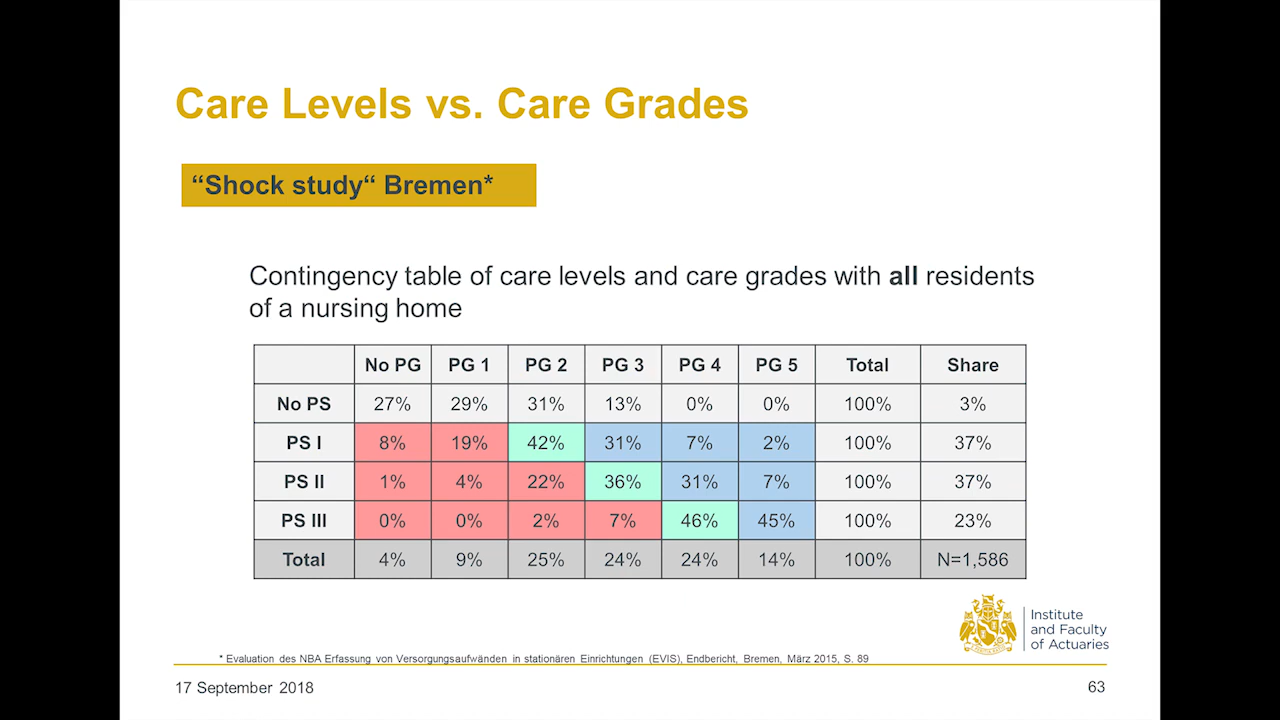 Care Levels vs. Care Grades
“Shock study“ Bremen*
Contingency table of care levels and care grades with all residents
of a nursing home
No PG PG 1 PG 2 PG 3 PG 4 PG 5 Total Share
No PS 27% 29% 31% 13% 0% 0% 100% 3%
PS I 8% 19% 42% 31% 7% 2% 100% 37%
PS II 1% 4% 22% 36% 31% 7% 100% 37%
PS III 0% 0% 2% 7% 46% 45% 100% 23%
Total 4% 9% 25% 24% 24% 14% 100% N=1,586
Institute
and Faculty
of Actuaries
* Evaluation des NBA Erfassung von Versorgungsaufwänden in stationären Einrichtungen (EVIS), Endbericht, Bremen, März 2015, S. 89
17 September 2018
63